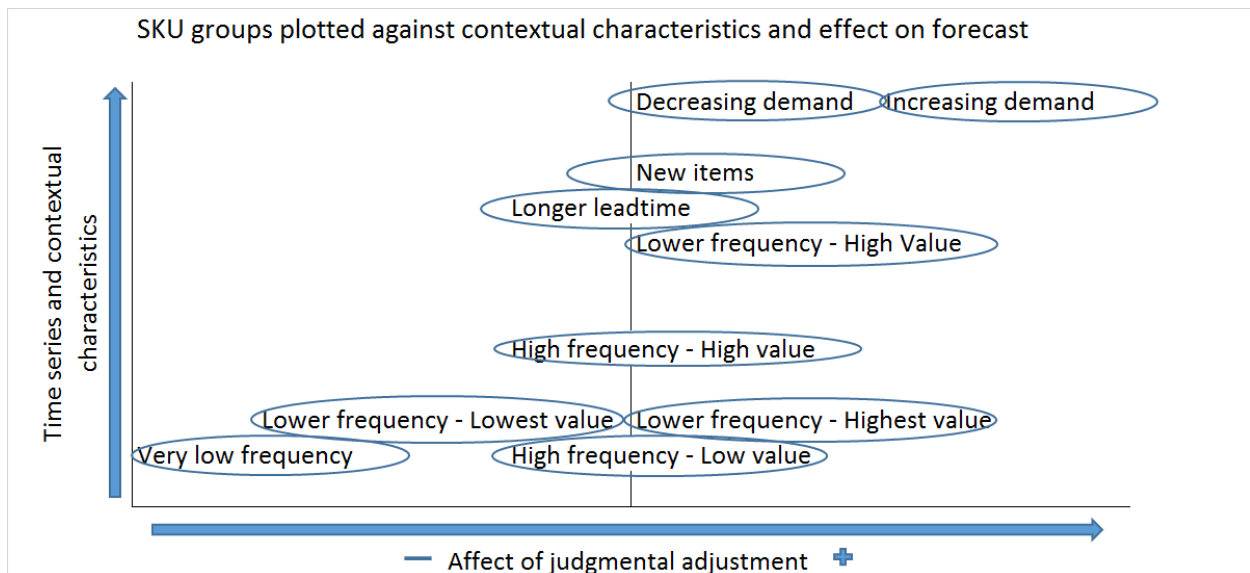 SKU groups plotted against contextual characteristics and effect on forecast
Time series and contextual
characteristics
Decreasing demand
Increasing demand
New items
Longer leadtime
Lower frequency - High Value
High frequency - High value
Lower frequency - Lowest value
Lower frequency - Highest value
Very low frequency
High frequency - Low value
Affect of judgmental adjustment